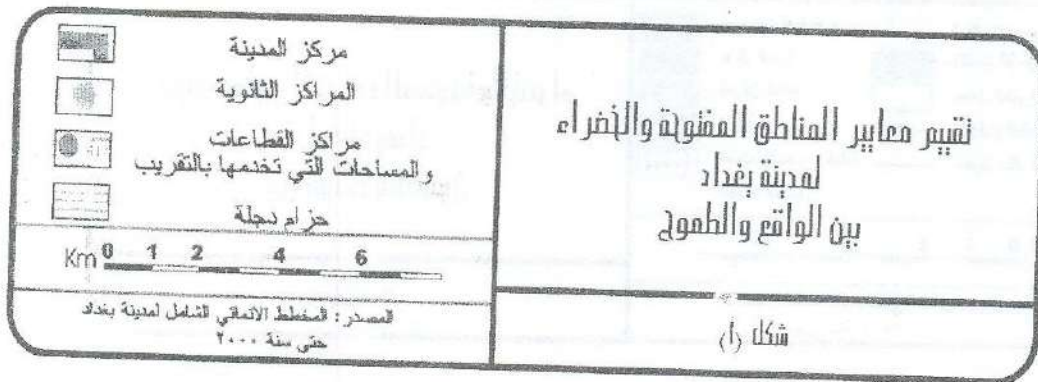 تقييم معايير المناطق المفتوحة والخضراء
لمدينة بغداد
بين الواقع والطموح
شكل (أ)
مركز المدينة
المراكز الثانوية
مراكز القطاعات
والمساحات التي تخدمها بالتقريب
حزام دجلة
Km 0 1 2 4 6
المصدر : المخطط الانمائي الشامل لمدينة بغداد
حتى سنة ٢٠٠٠